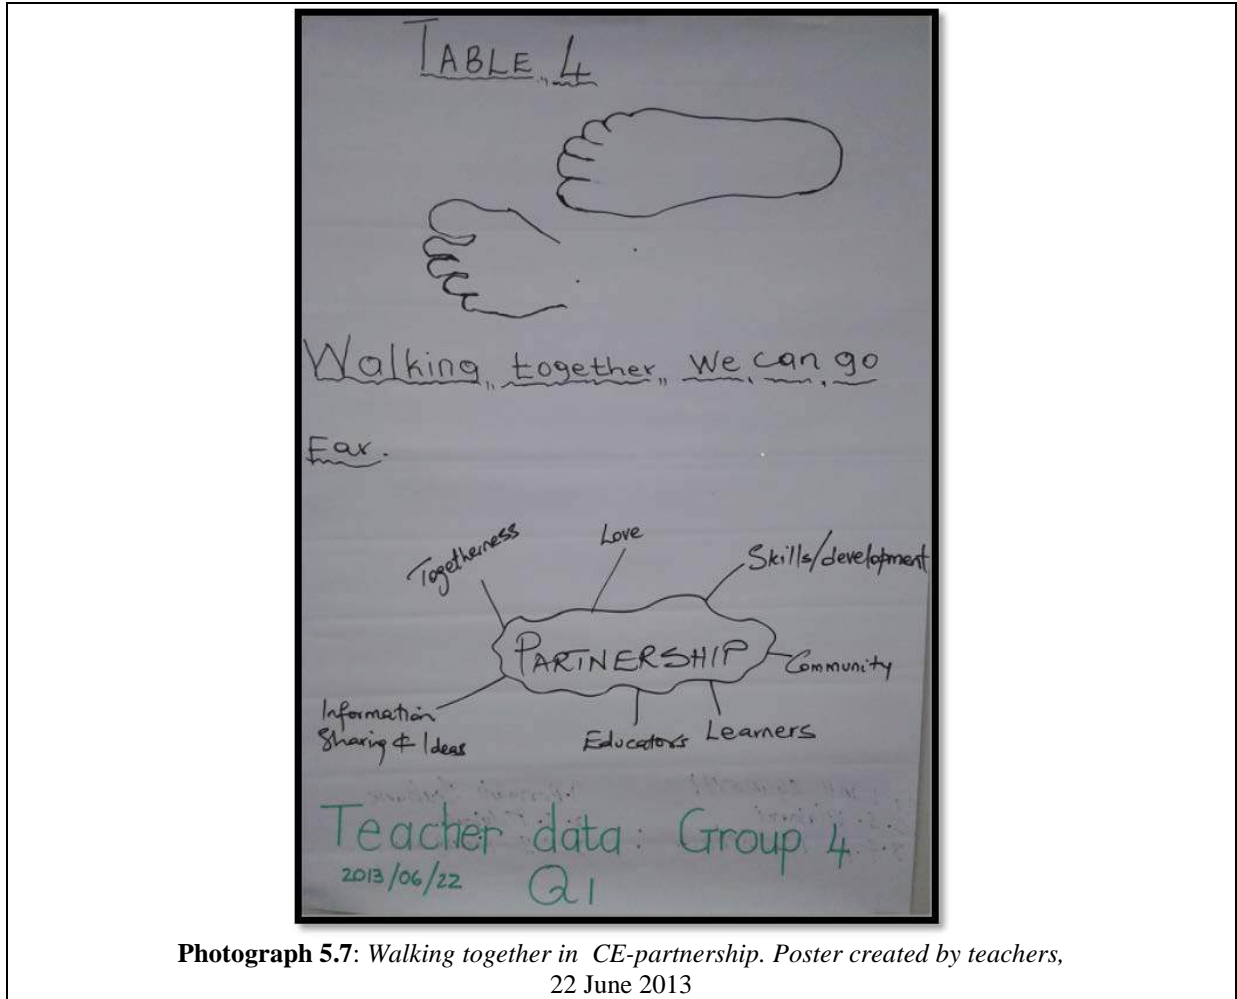 TABLE 4
Walking together we can go
Far.
Togetherness
Love
Skills/development
PARTNERSHIP
Community
Information
Sharing & Ideas
Educators
Learners
Teacher data: Group 4
2013/06/22 Q1
Photograph 5.7: Walking together in CE-partnership. Poster created by teachers,
22 June 2013